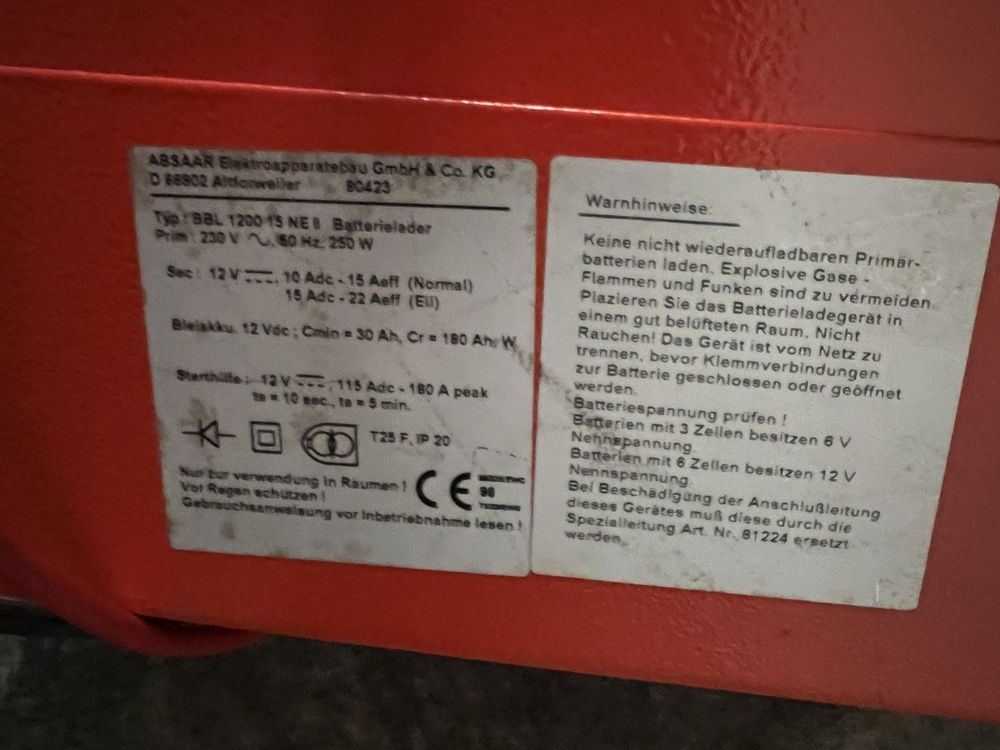 ABSAAR Elektroapparatebau GmbH & Co. KG
D 66802 Altforweiler 80423
Typ : BBL 1200 15 NE II Batterielader
Prim : 230 V ~, 50 Hz, 250 W
Sec : 12 V ⎓, 10 Adc - 15 Aeff (Normal)
15 Adc - 22 Aeff (Eil)
Bleiakku. 12 Vdc ; Cmin = 30 Ah, Cr = 180 Ah, W
Starthilfe : 12 V ⎓, 115 Adc - 160 A peak
te = 10 sec., ta = 5 min.
T25 F, IP 20
Nur zur verwendung in Räumen !
Vor Regen schützen !
Gebrauchsanweisung vor Inbetriebnahme lesen !
CE
98
Warnhinweise:
Keine nicht wiederaufladbaren Primär-
batterien laden. Explosive Gase -
Flammen und Funken sind zu vermeiden
Plazieren Sie das Batterieladegerät in
einem gut belüfteten Raum. Nicht
Rauchen! Das Gerät ist vom Netz zu
trennen, bevor Klemmverbindungen
zur Batterie geschlossen oder geöffnet
werden.
Batteriespannung prüfen !
Batterien mit 3 Zellen besitzen 6 V
Nennspannung
Batterien mit 6 Zellen besitzen 12 V
Nennspannung
Bei Beschädigung der Anschlußleitung
dieses Gerätes muß diese durch die
Spezialleitung Art. Nr. 61224 ersetzt
werden.